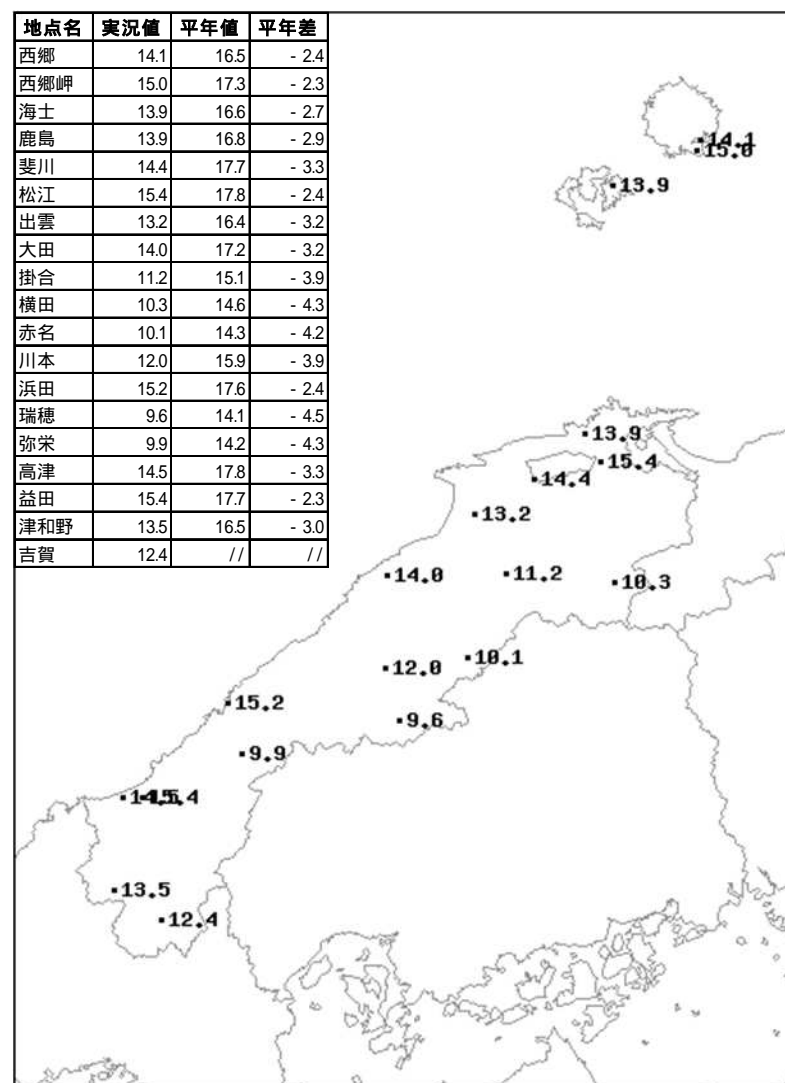 地点名 実況値 平年値 平年差
西郷 14.1 16.5 - 2.4
西郷岬 15.0 17.3 - 2.3
海士 13.9 16.6 - 2.7
鹿島 13.9 16.8 - 2.9
斐川 14.4 17.7 - 3.3
松江 15.4 17.8 - 2.4
出雲 13.2 16.4 - 3.2
大田 14.0 17.2 - 3.2
掛合 11.2 15.1 - 3.9
横田 10.3 14.6 - 4.3
赤名 10.1 14.3 - 4.2
川本 12.0 15.9 - 3.9
浜田 15.2 17.6 - 2.4
瑞穂 9.6 14.1 - 4.5
弥栄 9.9 14.2 - 4.3
高津 14.5 17.8 - 3.3
益田 15.4 17.7 - 2.3
津和野 13.5 16.5 - 3.0
吉賀 12.4 // //
14.1
15.0
13.9
13.9
15.4
14.4
13.2
14.0
11.2
10.3
10.1
12.0
15.2
9.6
9.9
14.5
15.4
13.5
12.4